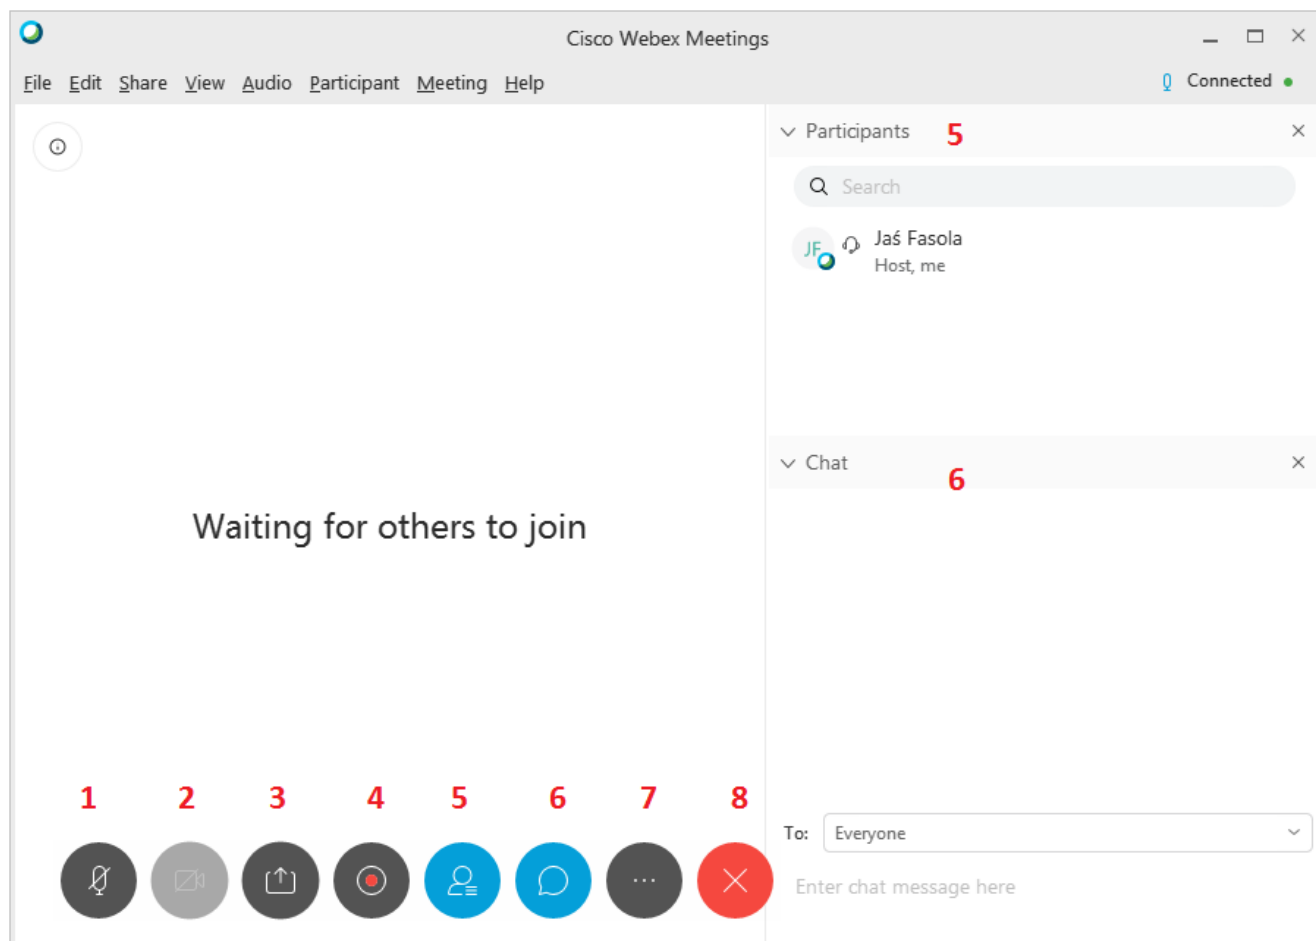 Cisco Webex Meetings
File Edit Share View Audio Participant Meeting Help
Connected
Participants 5
Search
JF
Jaś Fasola
Host, me
Chat
6
Waiting for others to join
1 2 3 4 5 6 7 8
To: Everyone
Enter chat message here